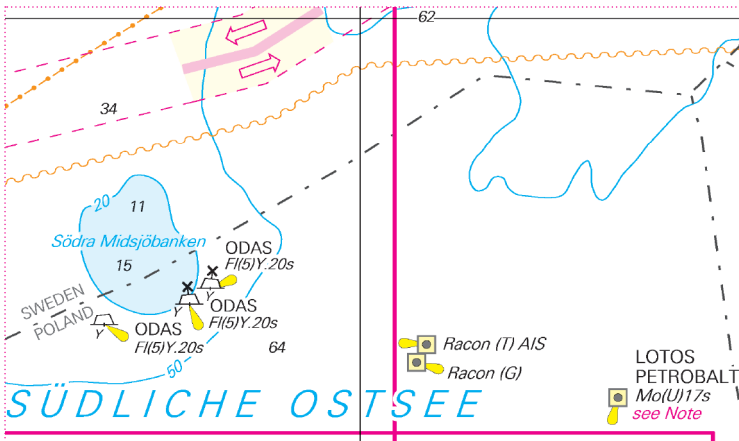 62
34
20
11
Södra Midsjöbanken
15
ODAS
Fl(5)Y.20s
Y
SWEDEN
POLAND
Y
ODAS
Fl(5)Y.20s
Y
ODAS
Fl(5)Y.20s
64
50
Racon (T) AIS
Racon (G)
LOTOS
PETROBALT
Mo(U)17s
see Note
SÜDLICHE OSTSEE